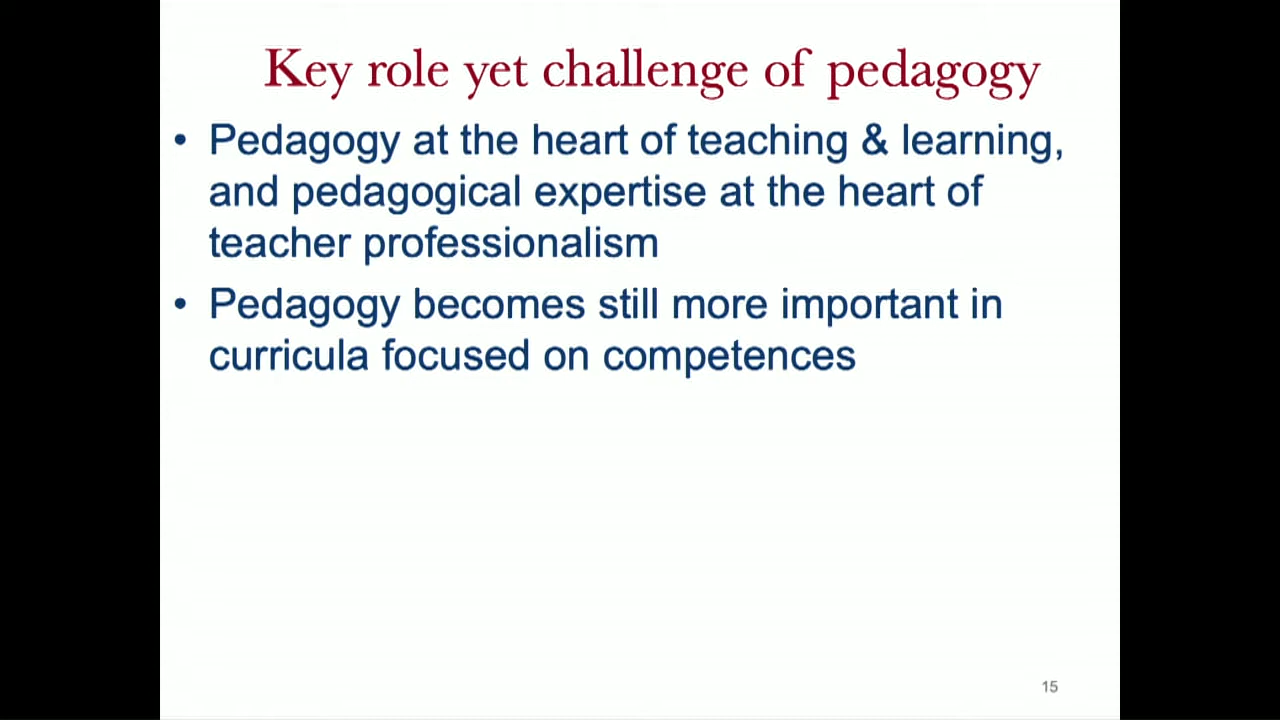 Key role yet challenge of pedagogy
• Pedagogy at the heart of teaching & learning,
and pedagogical expertise at the heart of
teacher professionalism
• Pedagogy becomes still more important in
curricula focused on competences
15